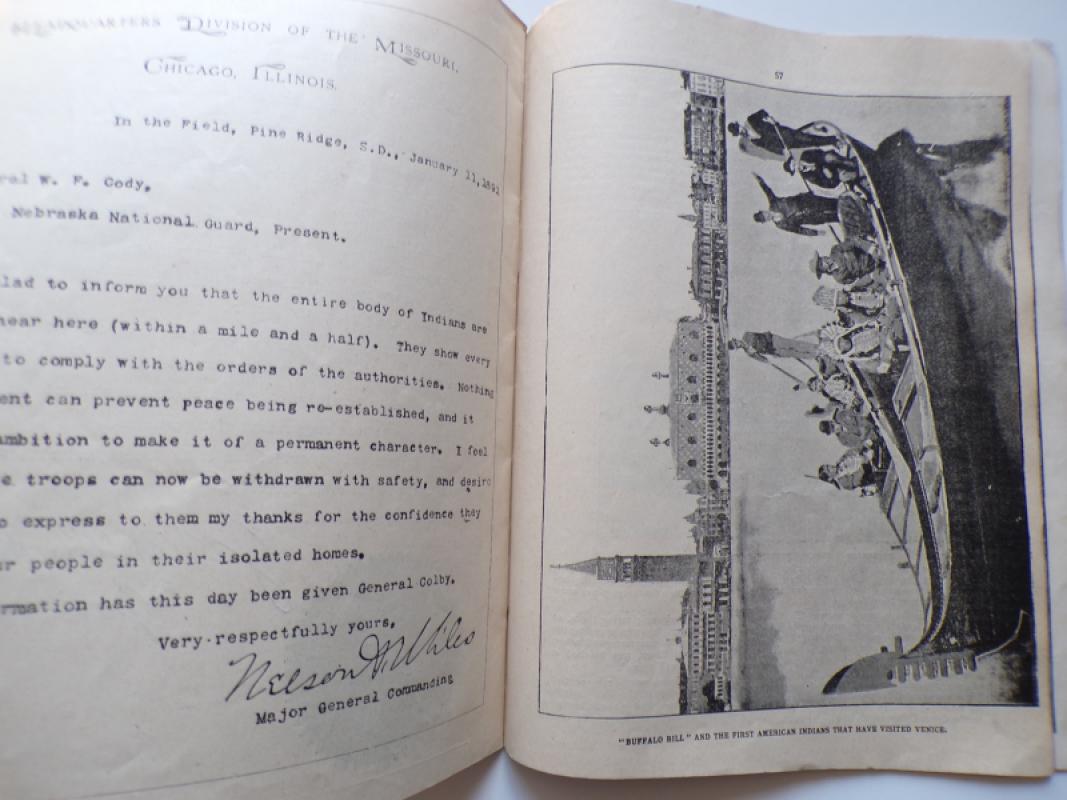 HEADQUARTERS DIVISION OF THE MISSOURI.
CHICAGO, ILLINOIS.
In the Field, Pine Ridge, S.D., January 11, 1891
ral W. F. Cody,
Nebraska National Guard, Present.
lad to inform you that the entire body of Indians are
near here (within a mile and a half). They show every
to comply with the orders of the authorities. Nothing
ent can prevent peace being re-established, and it
ambition to make it of a permanent character. I feel
e troops can now be withdrawn with safety, and desire
o express to them my thanks for the confidence they
r people in their isolated homes.
rmation has this day been given General Colby.
Very respectfully yours,
Nelson A. Miles
Major General Commanding
57
"BUFFALO BILL" AND THE FIRST AMERICAN INDIANS THAT HAVE VISITED VENICE.